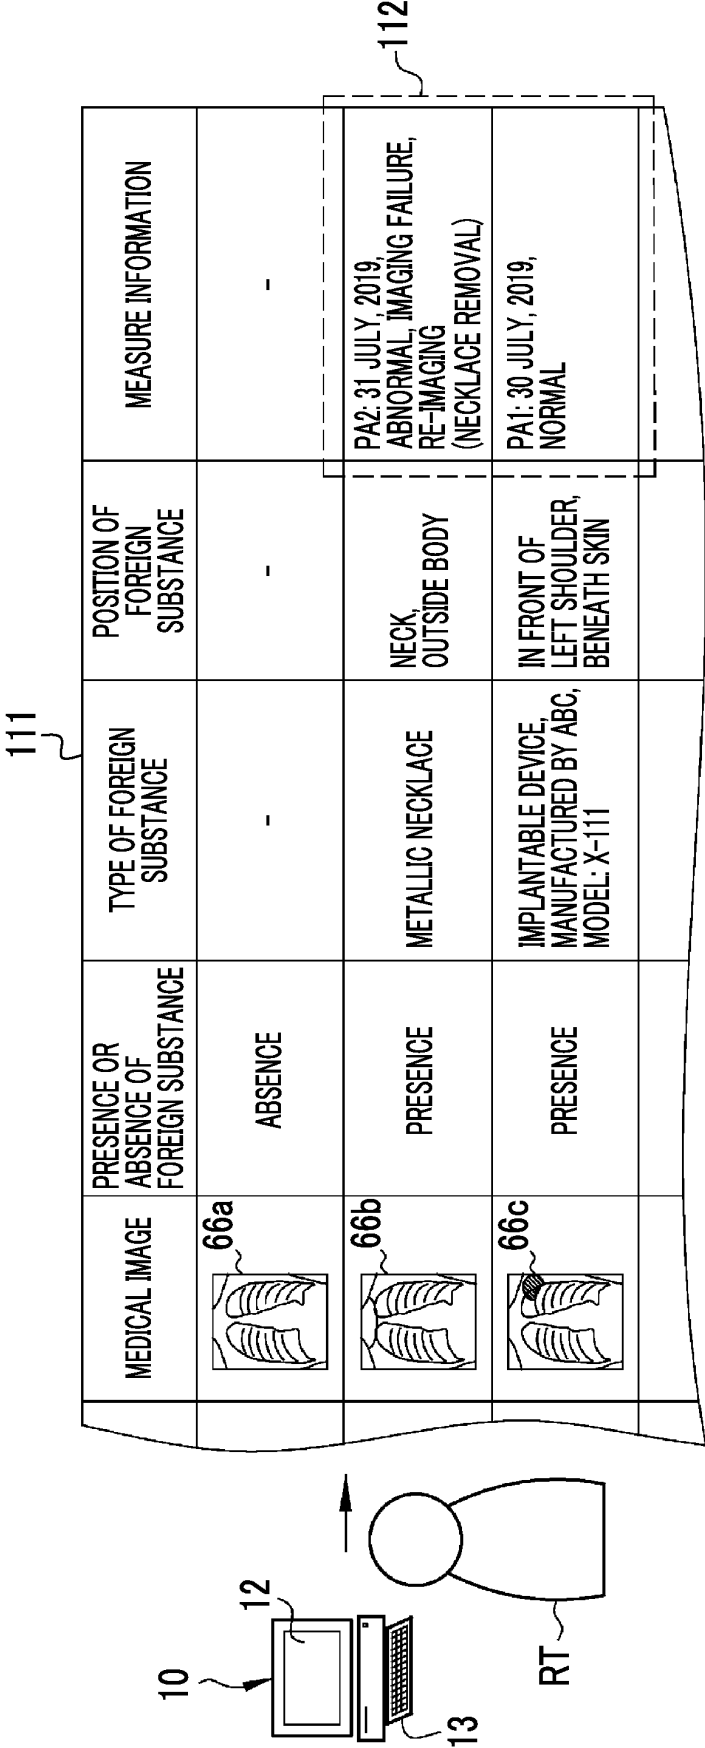 111
112
MEDICAL IMAGE
PRESENCE OR
ABSENCE OF
FOREIGN SUBSTANCE
TYPE OF FOREIGN
SUBSTANCE
POSITION OF
FOREIGN
SUBSTANCE
MEASURE INFORMATION
66a
ABSENCE
-
-
-
66b
PRESENCE
METALLIC NECKLACE
NECK,
OUTSIDE BODY
PA2: 31 JULY, 2019,
ABNORMAL, IMAGING FAILURE,
RE-IMAGING
(NECKLACE REMOVAL)
66c
PRESENCE
IMPLANTABLE DEVICE,
MANUFACTURED BY ABC,
MODEL: X-111
IN FRONT OF
LEFT SHOULDER,
BENEATH SKIN
PA1: 30 JULY, 2019,
NORMAL
10
12
13
RT